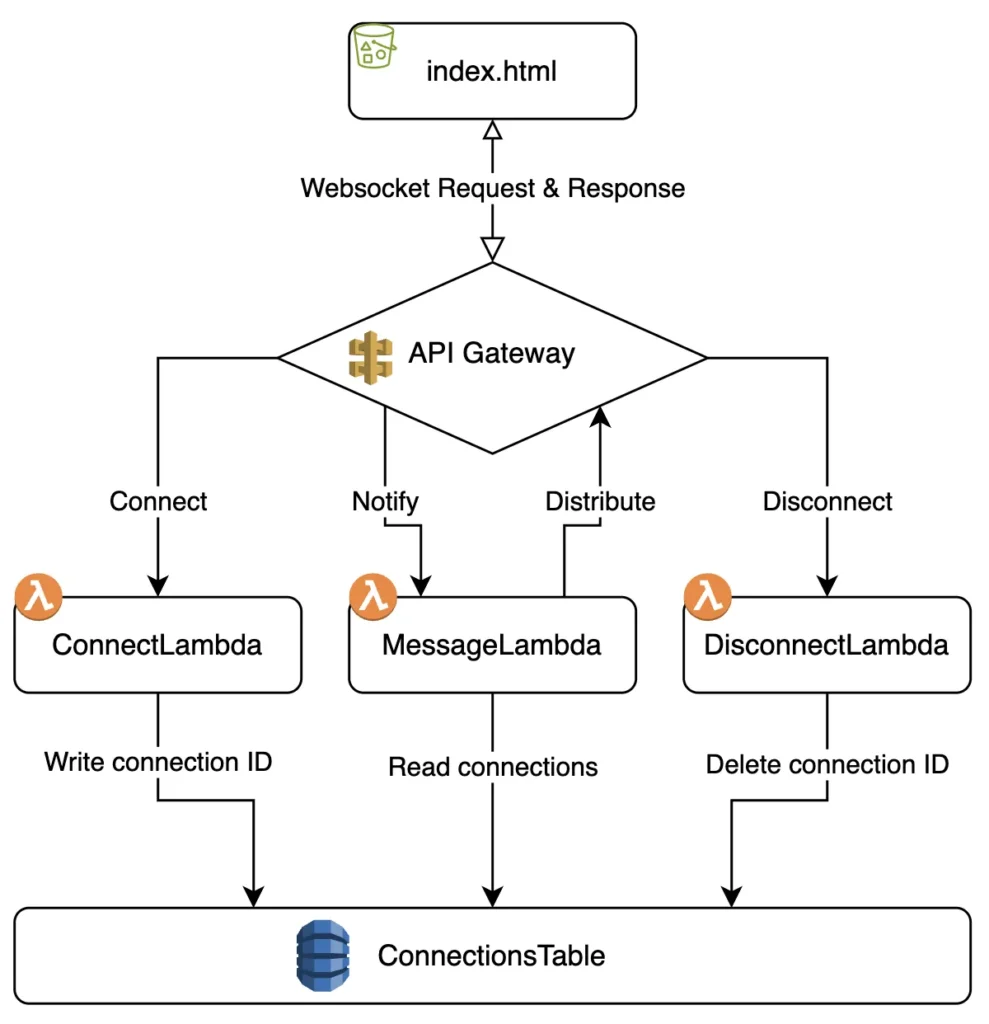 index.html
Websocket Request & Response
API Gateway
Connect
Notify
Distribute
Disconnect
ConnectLambda
MessageLambda
DisconnectLambda
Write connection ID
Read connections
Delete connection ID
ConnectionsTable